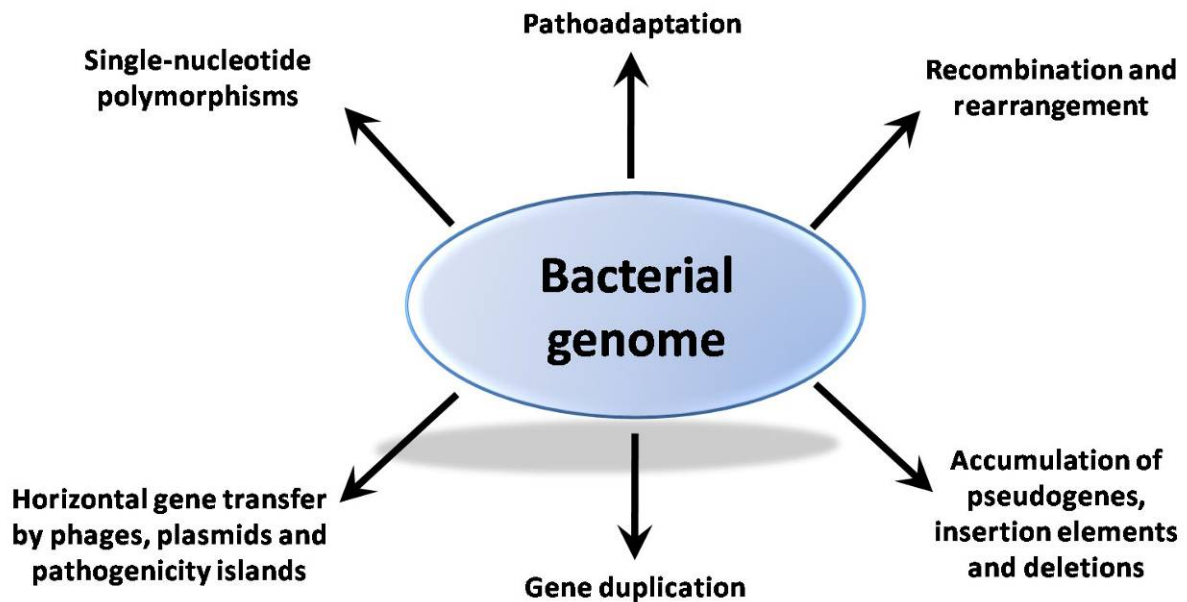 Pathoadaptation
Single-nucleotide
polymorphisms
Recombination and
rearrangement
Bacterial
genome
Horizontal gene transfer
by phages, plasmids and
pathogenicity islands
Gene duplication
Accumulation of
pseudogenes,
insertion elements
and deletions